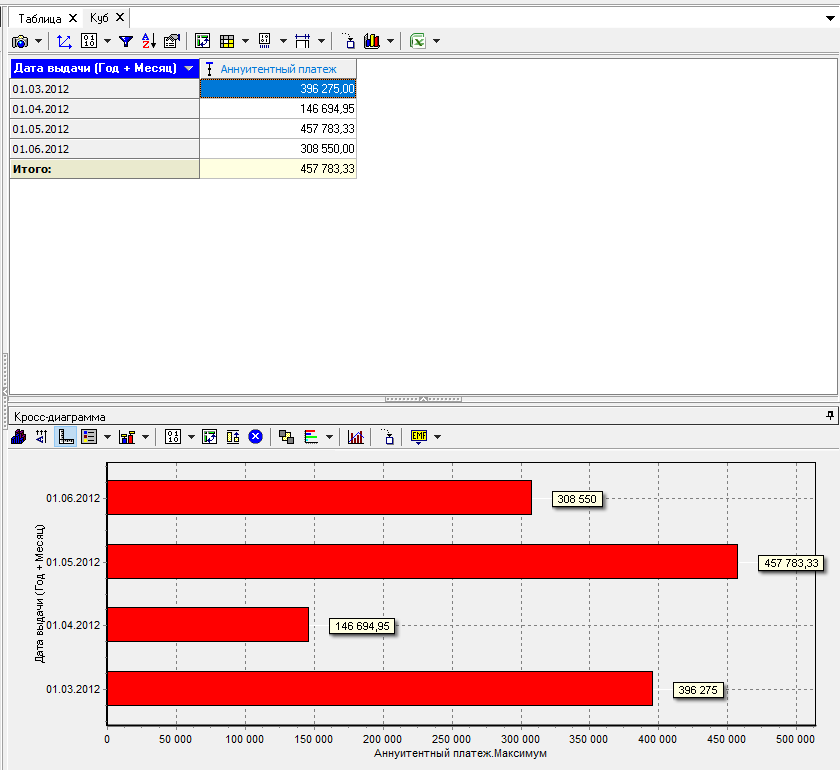 Таблица Куб
Дата выдачи (Год + Месяц) Аннуитентный платеж
01.03.2012 396 275,00
01.04.2012 146 694,95
01.05.2012 457 783,33
01.06.2012 308 550,00
Итого: 457 783,33
Кросс-диаграмма
EMF
Дата выдачи (Год + Месяц)
01.06.2012 308 550
01.05.2012 457 783,33
01.04.2012 146 694,95
01.03.2012 396 275
0 50 000 100 000 150 000 200 000 250 000 300 000 350 000 400 000 450 000 500 000
Аннуитентный платеж.Максимум